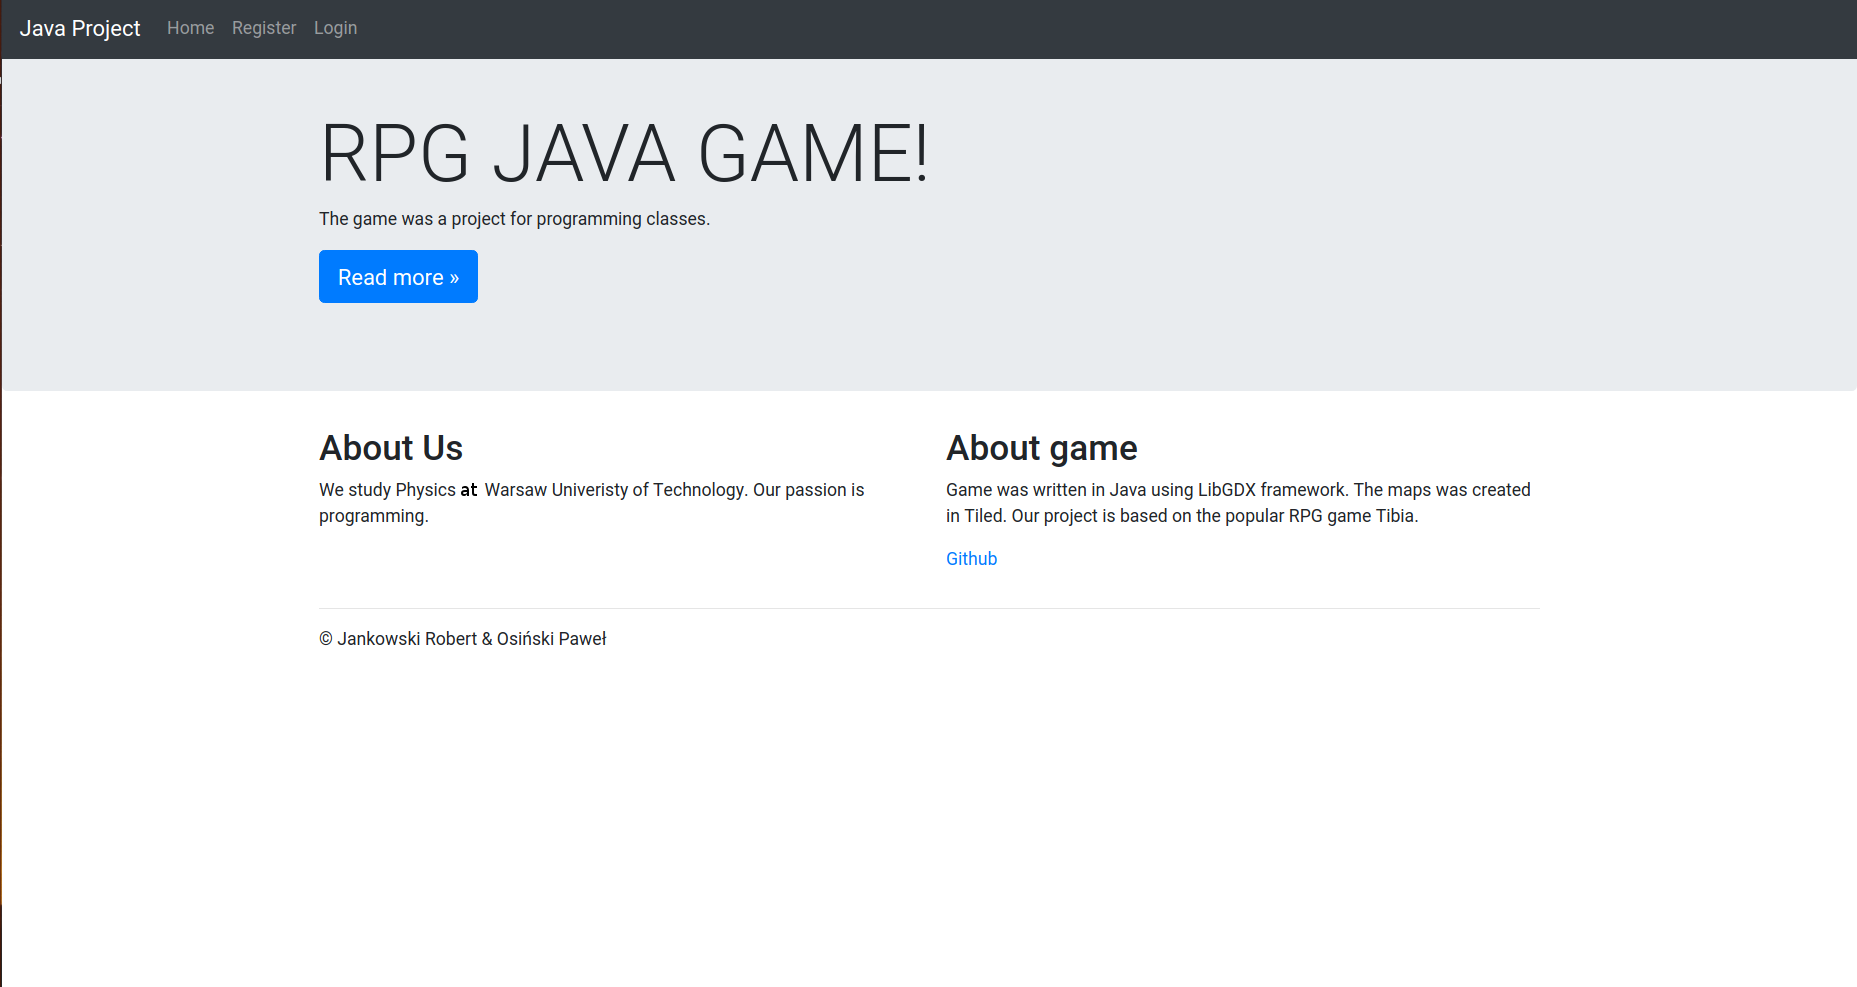 Java Project Home Register Login
RPG JAVA GAME!
The game was a project for programming classes.
Read more »
About Us
We study Physics at Warsaw Univeristy of Technology. Our passion is
programming.
About game
Game was written in Java using LibGDX framework. The maps was created
in Tiled. Our project is based on the popular RPG game Tibia.
Github
© Jankowski Robert & Osiński Paweł